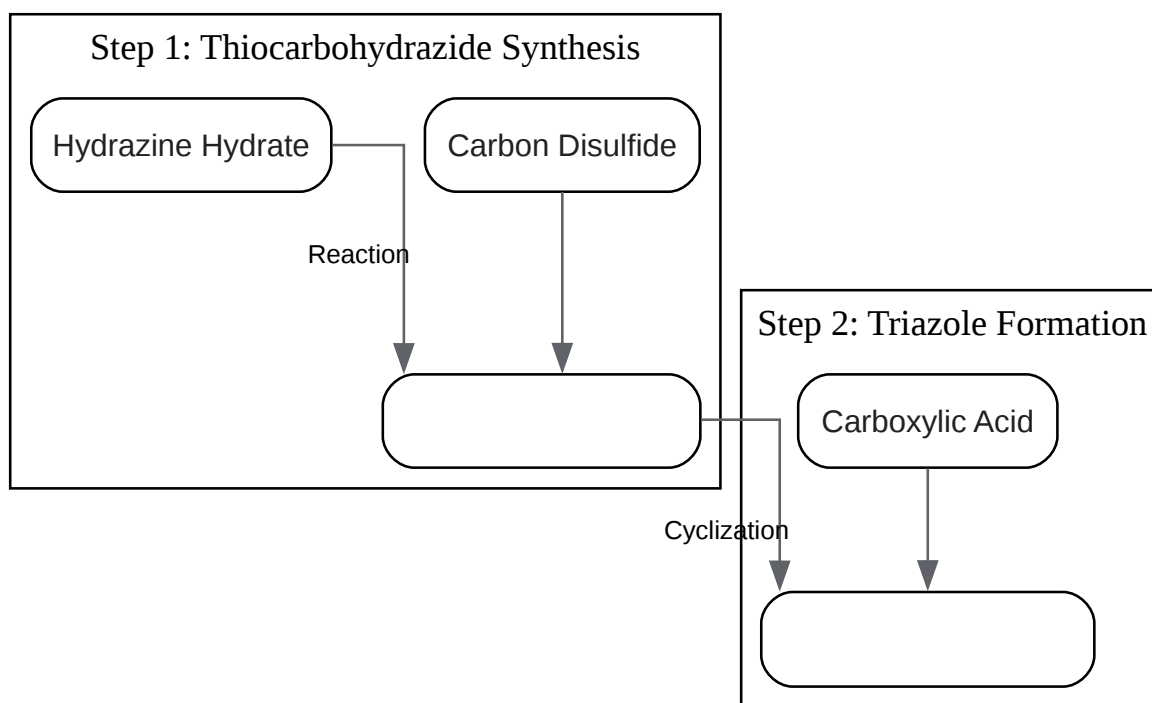 Step 1: Thiocarbohydrazide Synthesis
Hydrazine Hydrate
Carbon Disulfide
Reaction
Step 2: Triazole Formation
Carboxylic Acid
Cyclization